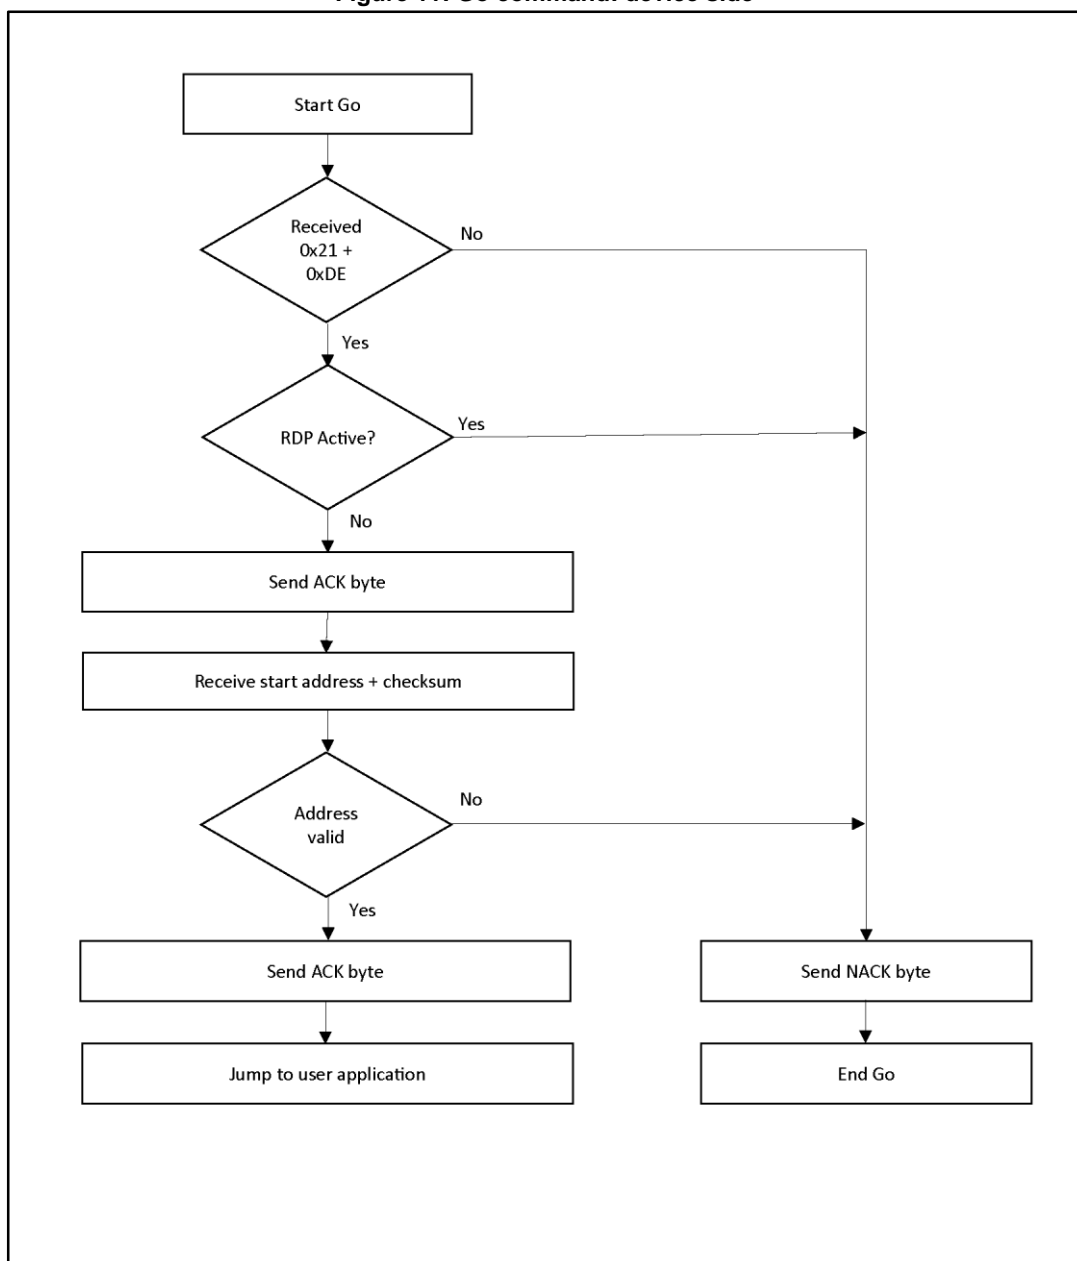 Start Go
Received
0x21 +
0xDE
No
Yes
RDP Active?
Yes
No
Send ACK byte
Receive start address + checksum
Address
valid
No
Yes
Send ACK byte
Send NACK byte
Jump to user application
End Go